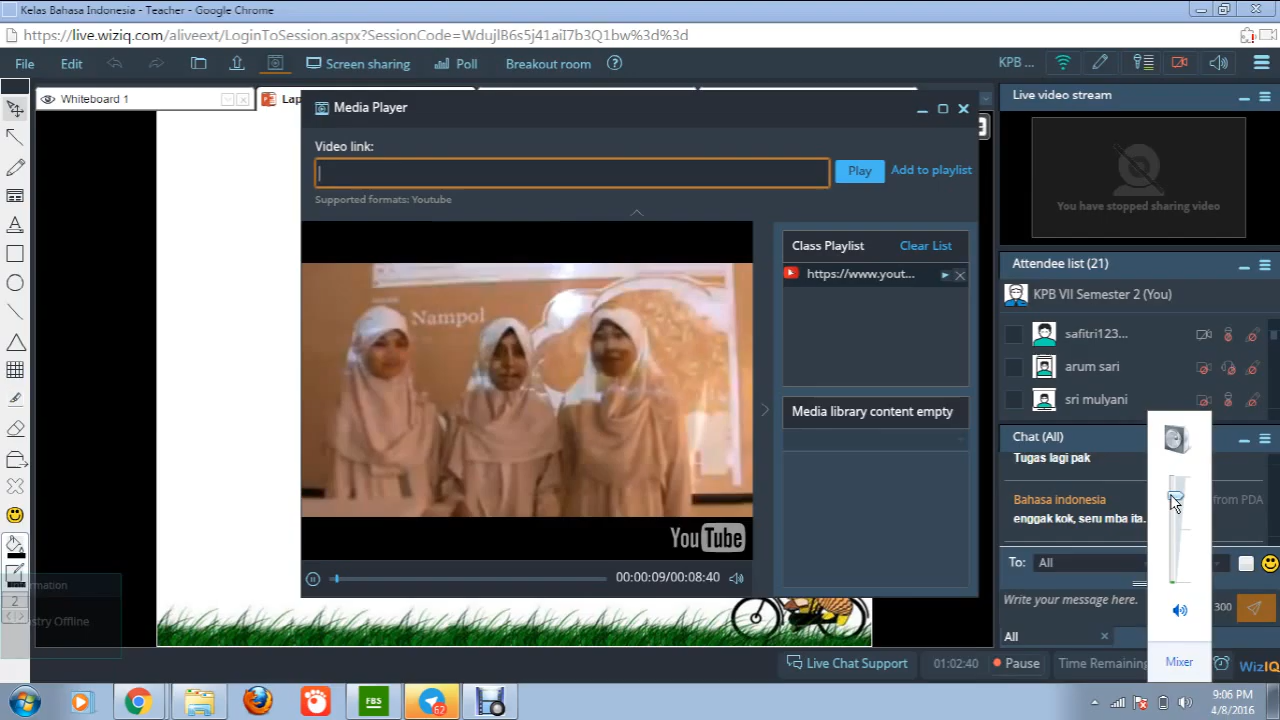 Kelas Bahasa Indonesia - Teacher - Google Chrome
https://live.wiziq.com/aliveext/LoginToSession.aspx?SessionCode=WdujlB6s5j41aiI7b3Q1bw%3d%3d
File Edit Screen sharing Poll Breakout room KPB ...
Whiteboard 1
Lap
Media Player
Video link:
Play Add to playlist
Supported formats: Youtube
Class Playlist Clear List
https://www.yout...
Nampol
Media library content empty
YouTube
00:00:09/00:08:40
Live video stream
You have stopped sharing video
Attendee list (21)
KPB VII Semester 2 (You)
safitri123...
arum sari
sri mulyani
Chat (All)
Tugas lagi pak
Bahasa indonesia from PDA
enggak kok, seru mba ita.
To: All
Write your message here. 300
All
Mixer
2
Live Chat Support 01:02:40 Pause Time Remaining WizIQ
FBS 62
9:06 PM
4/8/2016